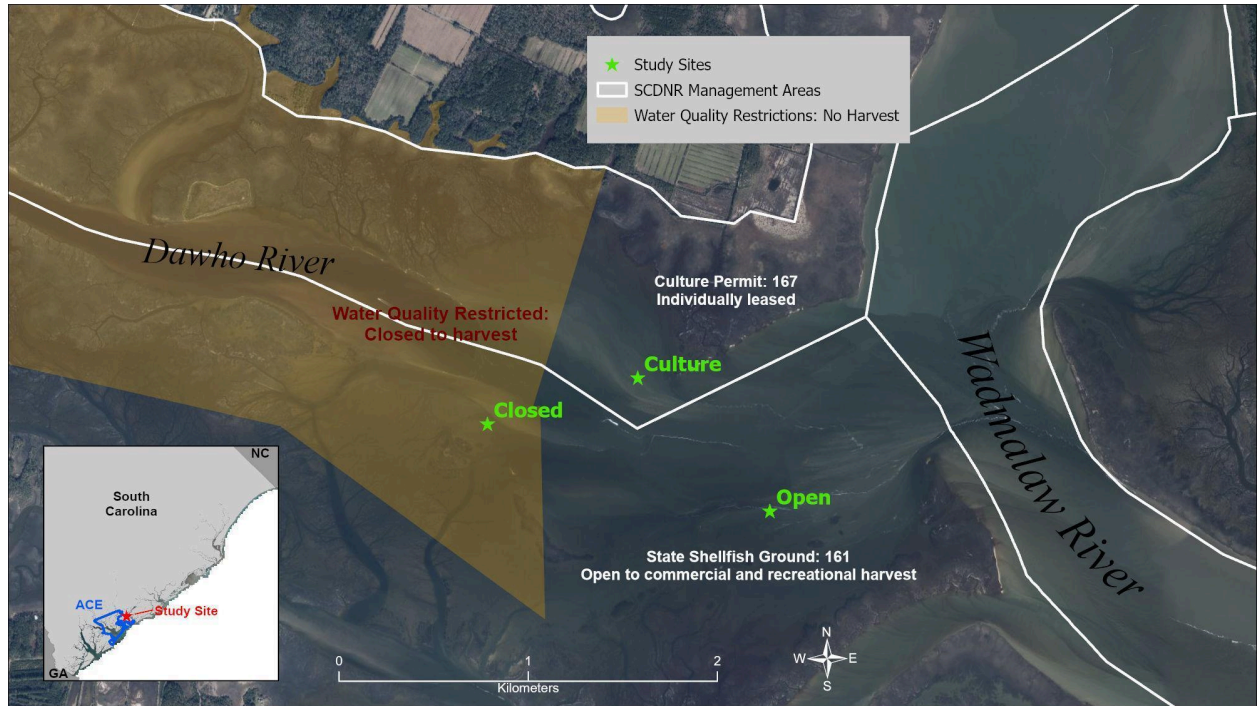 Study Sites
SCDNR Management Areas
Water Quality Restrictions: No Harvest
Dawho River
Culture Permit: 167
Individually leased
Water Quality Restricted:
Closed to harvest
Culture
Closed
Wadmalaw River
Open
State Shellfish Ground: 161
Open to commercial and recreational harvest
NC
South
Carolina
ACE
Study Site
GA
0
1
2
Kilometers
N
W
E
S